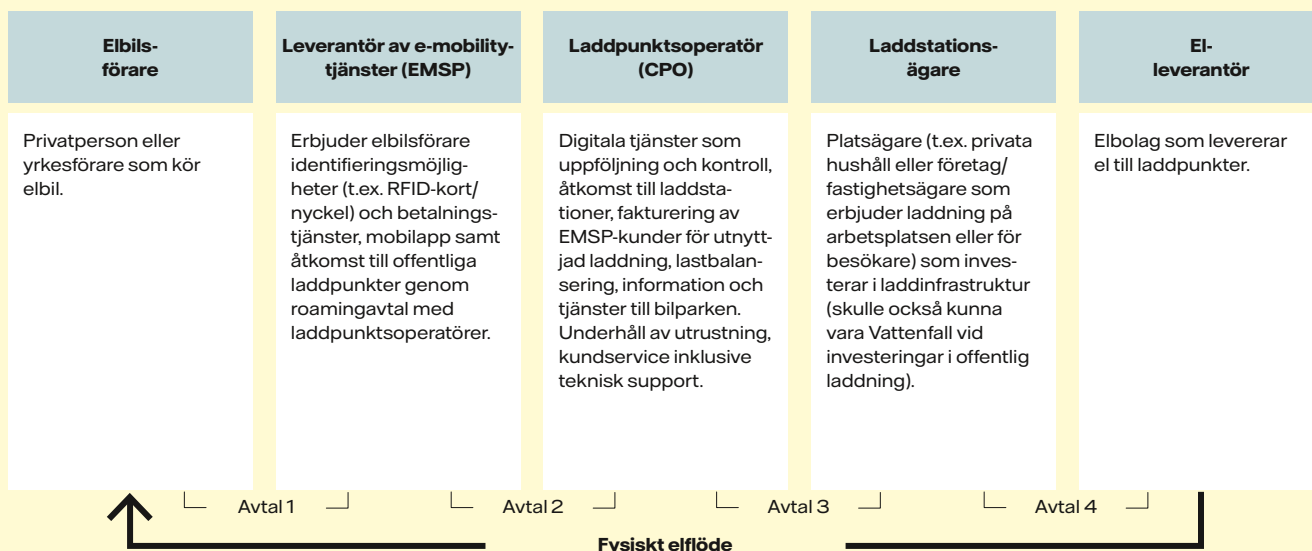 Elbils-
förare
Privatperson eller
yrkesförare som kör
elbil.
Leverantör av e-mobility-
tjänster (EMSP)
Erbjuder elbilsförare
identifieringsmöjlig-
heter (t.ex. RFID-kort/
nyckel) och betalnings-
tjänster, mobilapp samt
åtkomst till offentliga
laddpunkter genom
roamingavtal med
laddpunktsoperatörer.
Laddpunktsoperatör
(CPO)
Digitala tjänster som
uppföljning och kontroll,
åtkomst till laddsta-
tioner, fakturering av
EMSP-kunder för utnytt-
jad laddning, lastbalan-
sering, information och
tjänster till bilparken.
Underhåll av utrustning,
kundservice inklusive
teknisk support.
Laddstations-
ägare
Platsägare (t.ex. privata
hushåll eller företag/
fastighetsägare som
erbjuder laddning på
arbetsplatsen eller för
besökare) som inves-
terar i laddinfrastruktur
(skulle också kunna
vara Vattenfall vid
investeringar i offentlig
laddning).
El-
leverantör
Elbolag som levererar
el till laddpunkter.
Avtal 1
Avtal 2
Avtal 3
Avtal 4
Fysiskt elflöde